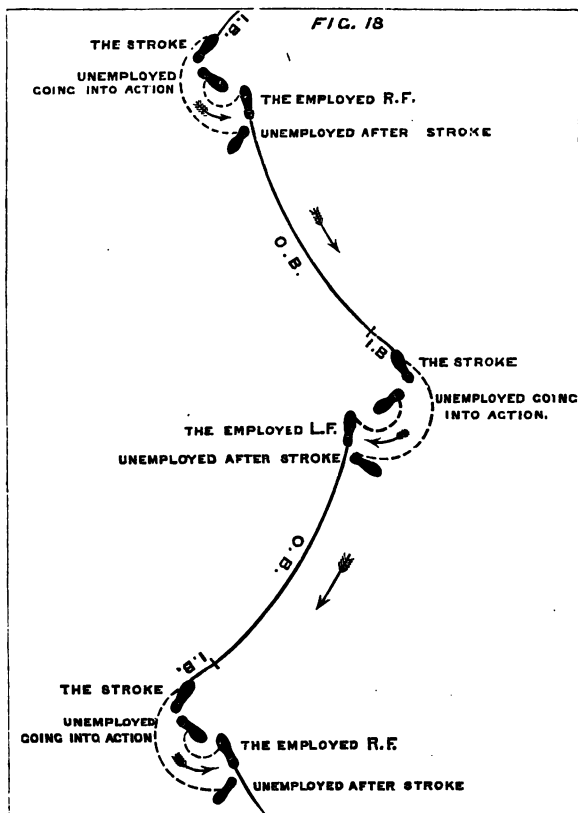 FIG. 18
I. B.
THE STROKE
UNEMPLOYED
GOING INTO ACTION
THE EMPLOYED R.F.
UNEMPLOYED AFTER STROKE
O. B.
I.B.
THE STROKE
UNEMPLOYED GOING
INTO ACTION.
THE EMPLOYED L.F.
UNEMPLOYED AFTER STROKE
O. B.
I. B.
THE STROKE
UNEMPLOYED
GOING INTO ACTION
THE EMPLOYED R.F.
UNEMPLOYED AFTER STROKE